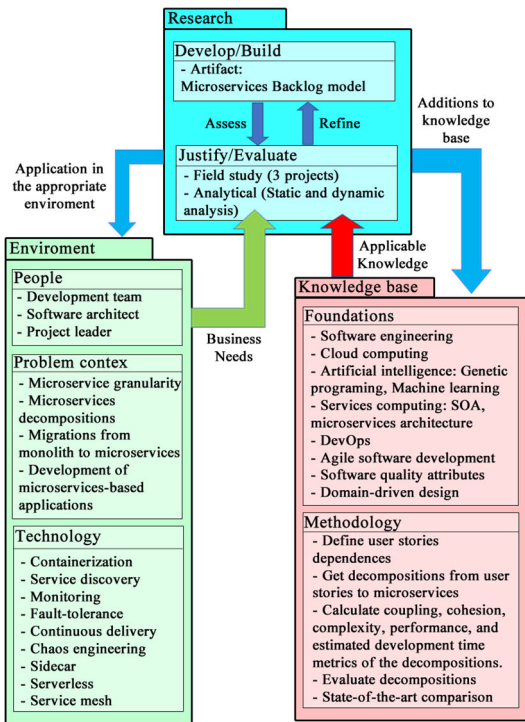 Research
Develop/Build
- Artifact:
Microservices Backlog model
Assess
Refine
Justify/Evaluate
- Field study (3 projects)
- Analytical (Static and dynamic
analysis)
Application in
the appropriate
enviroment
Additions to
knowledge
base
Business
Needs
Applicable
Knowledge
Enviroment
People
- Development team
- Software architect
- Project leader
Problem contex
- Microservice granularity
- Microservices
decompositions
- Migrations from
monolith to microservices
- Development of
microservices-based
applications
Technology
- Containerization
- Service discovery
- Monitoring
- Fault-tolerance
- Continuous delivery
- Chaos engineering
- Sidecar
- Serverless
- Service mesh
Knowledge base
Foundations
- Software engineering
- Cloud computing
- Artificial intelligence: Genetic
programing, Machine learning
- Services computing: SOA,
microservices architecture
- DevOps
- Agile software development
- Software quality attributes
- Domain-driven design
Methodology
- Define user stories
dependences
- Get decompositions from user
stories to microservices
- Calculate coupling, cohesion,
complexity, performance, and
estimated development time
metrics of the decompositions.
- Evaluate decompositions
- State-of-the-art comparison